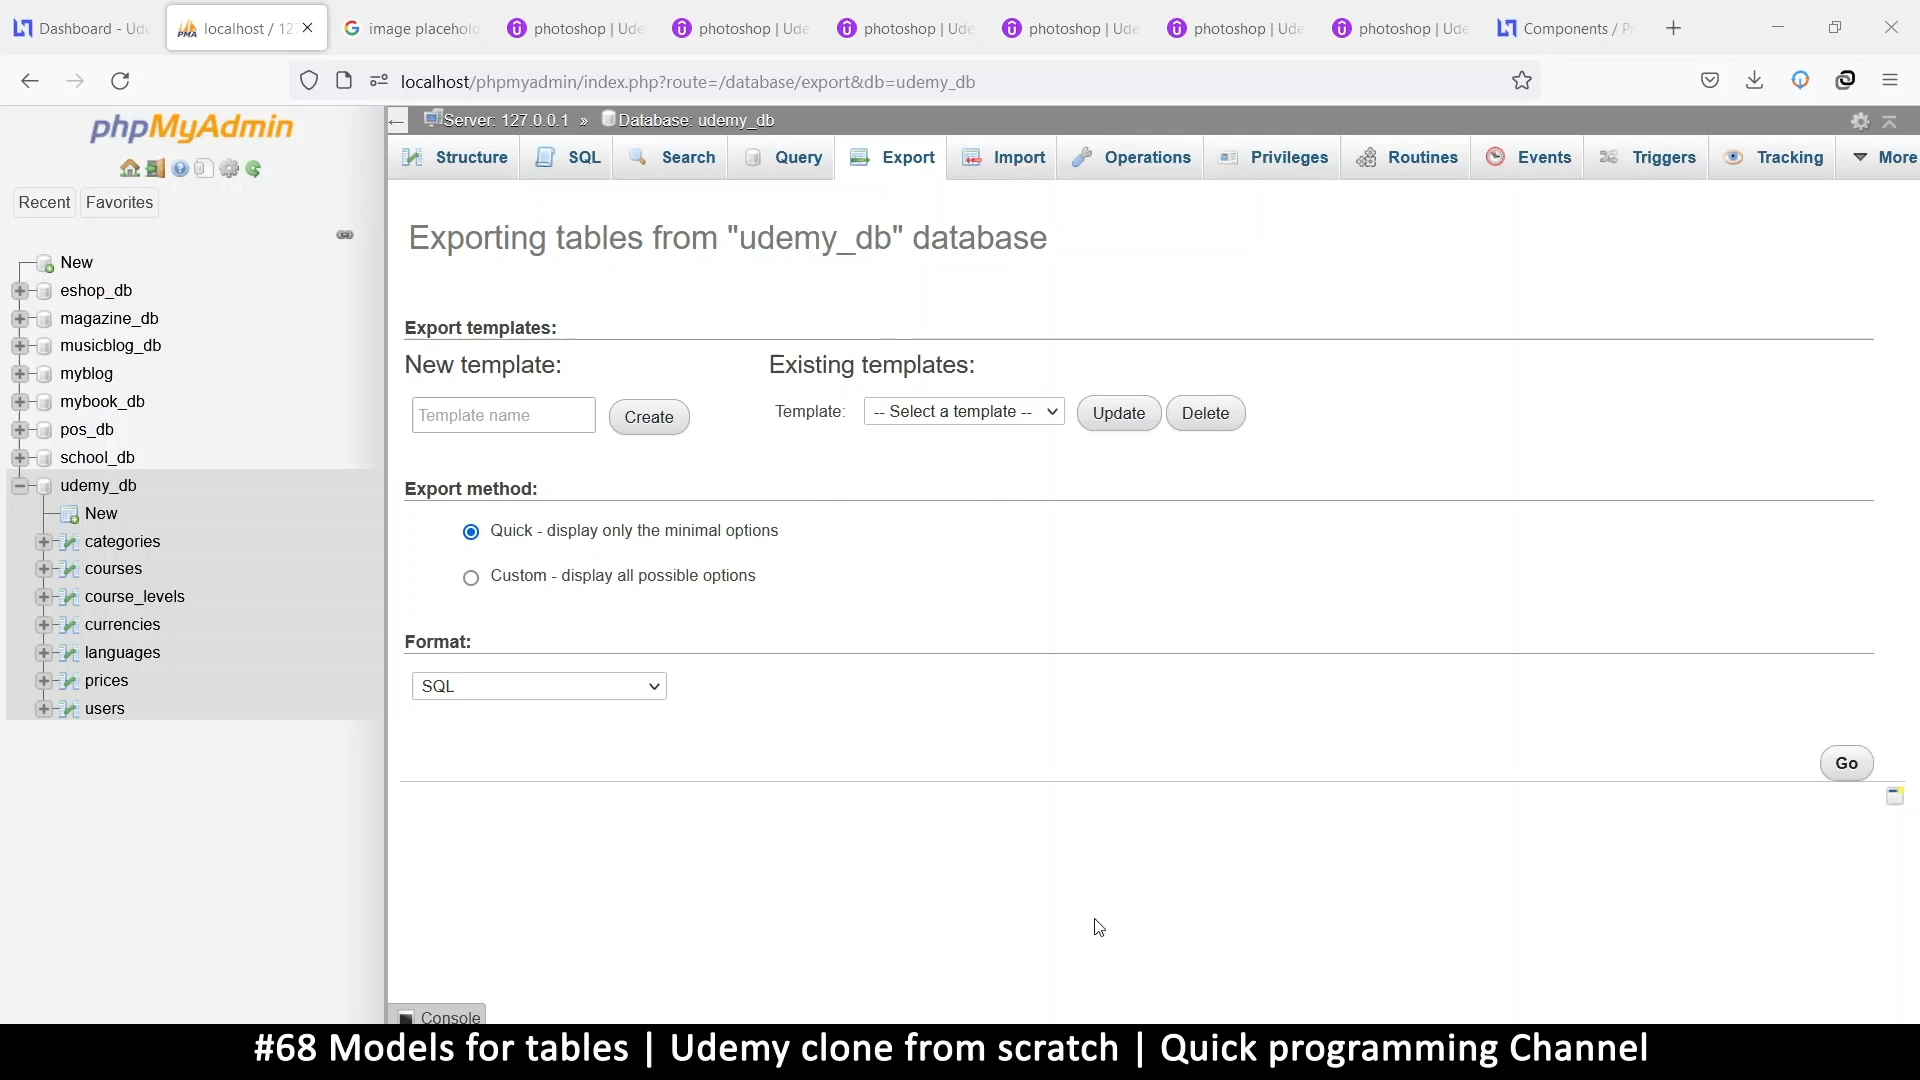 Dashboard - Ude
localhost / 12
image placehol
photoshop | Ude
photoshop | Ude
photoshop | Ude
photoshop | Ude
photoshop | Ude
photoshop | Ude
Components / P
localhost/phpmyadmin/index.php?route=/database/export&db=udemy_db
phpMyAdmin
Recent Favorites
New
eshop_db
magazine_db
musicblog_db
myblog
mybook_db
pos_db
school_db
udemy_db
New
categories
courses
course_levels
currencies
languages
prices
users
Server: 127.0.0.1 » Database: udemy_db
Structure SQL Search Query Export Import Operations Privileges Routines Events Triggers Tracking More
Exporting tables from "udemy_db" database
Export templates:
New template:
Template name Create
Existing templates:
Template: -- Select a template -- Update Delete
Export method:
Quick - display only the minimal options
Custom - display all possible options
Format:
SQL
Go
Console
#68 Models for tables | Udemy clone from scratch | Quick programming Channel